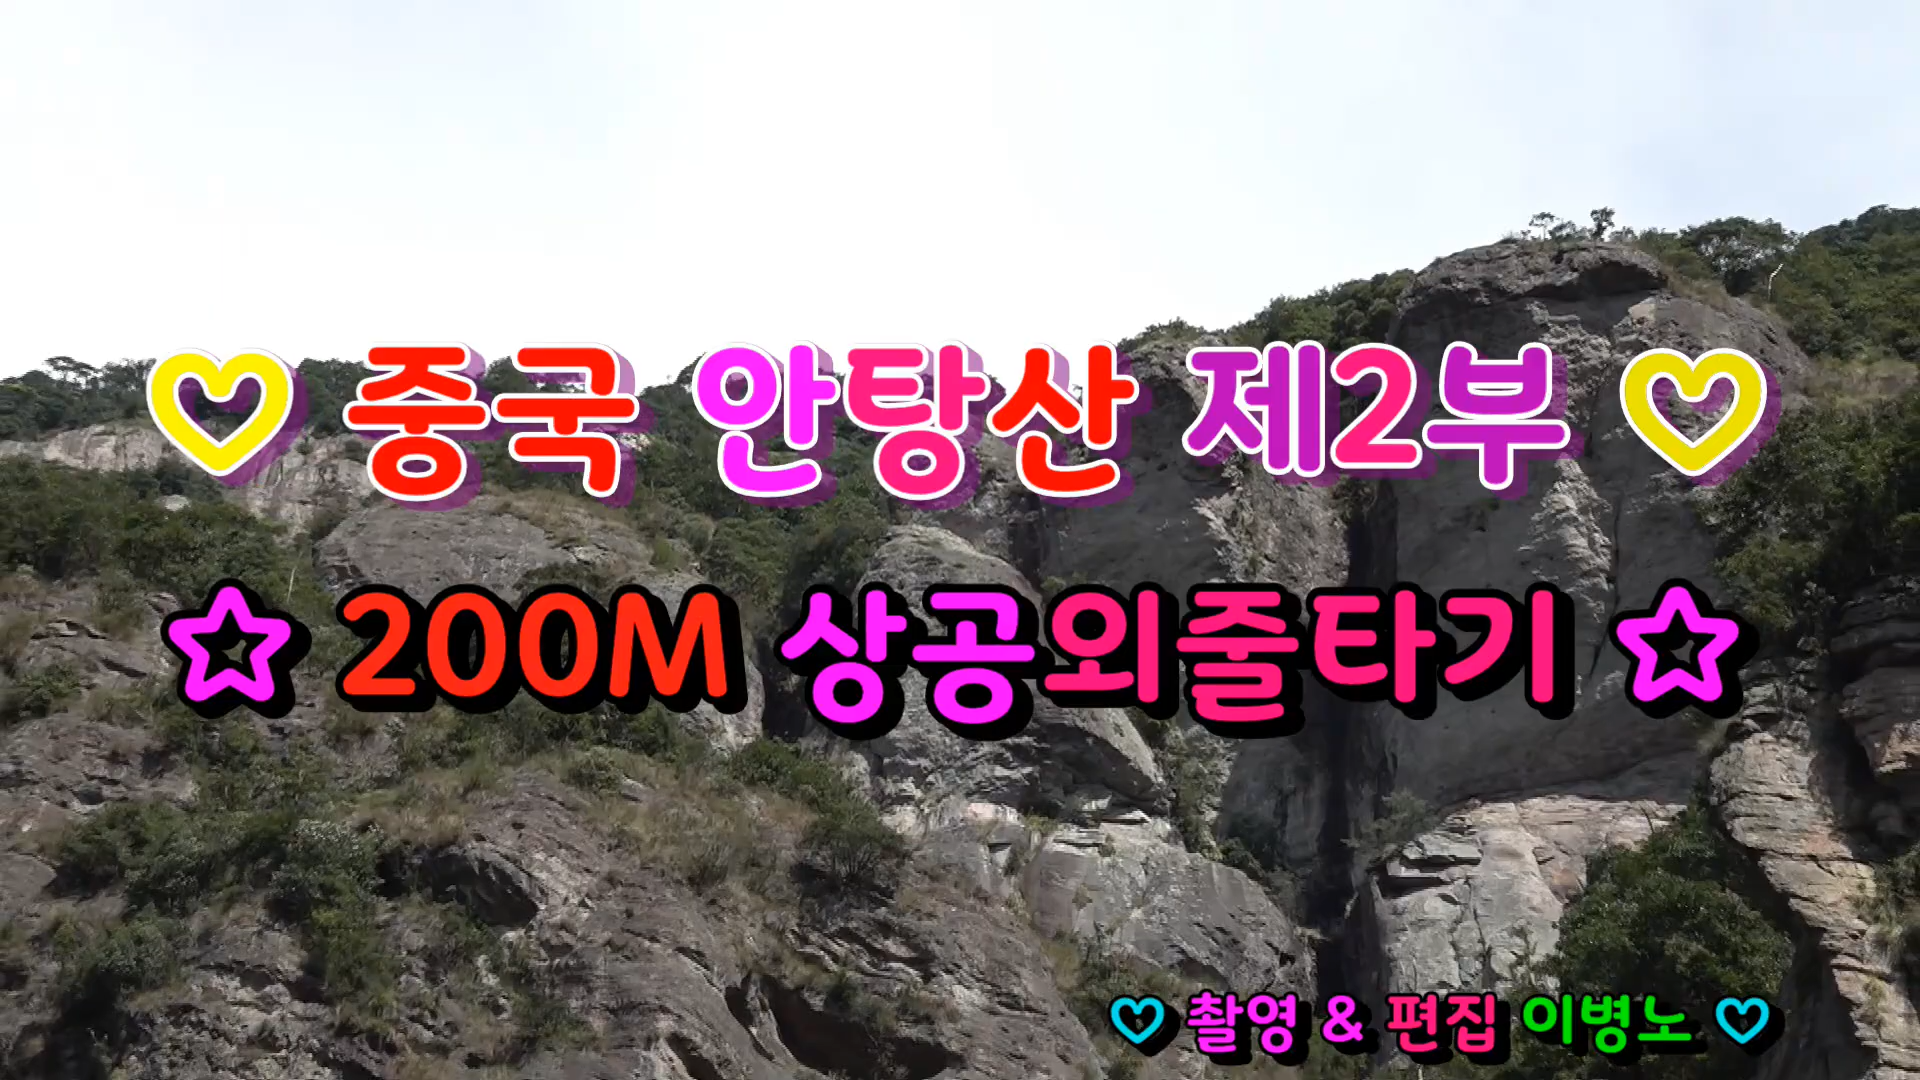 ♡ 중국 안탕산 제2부 ♡
☆ 200M 상공외줄타기 ☆
♡ 촬영 & 편집 이병노 ♡